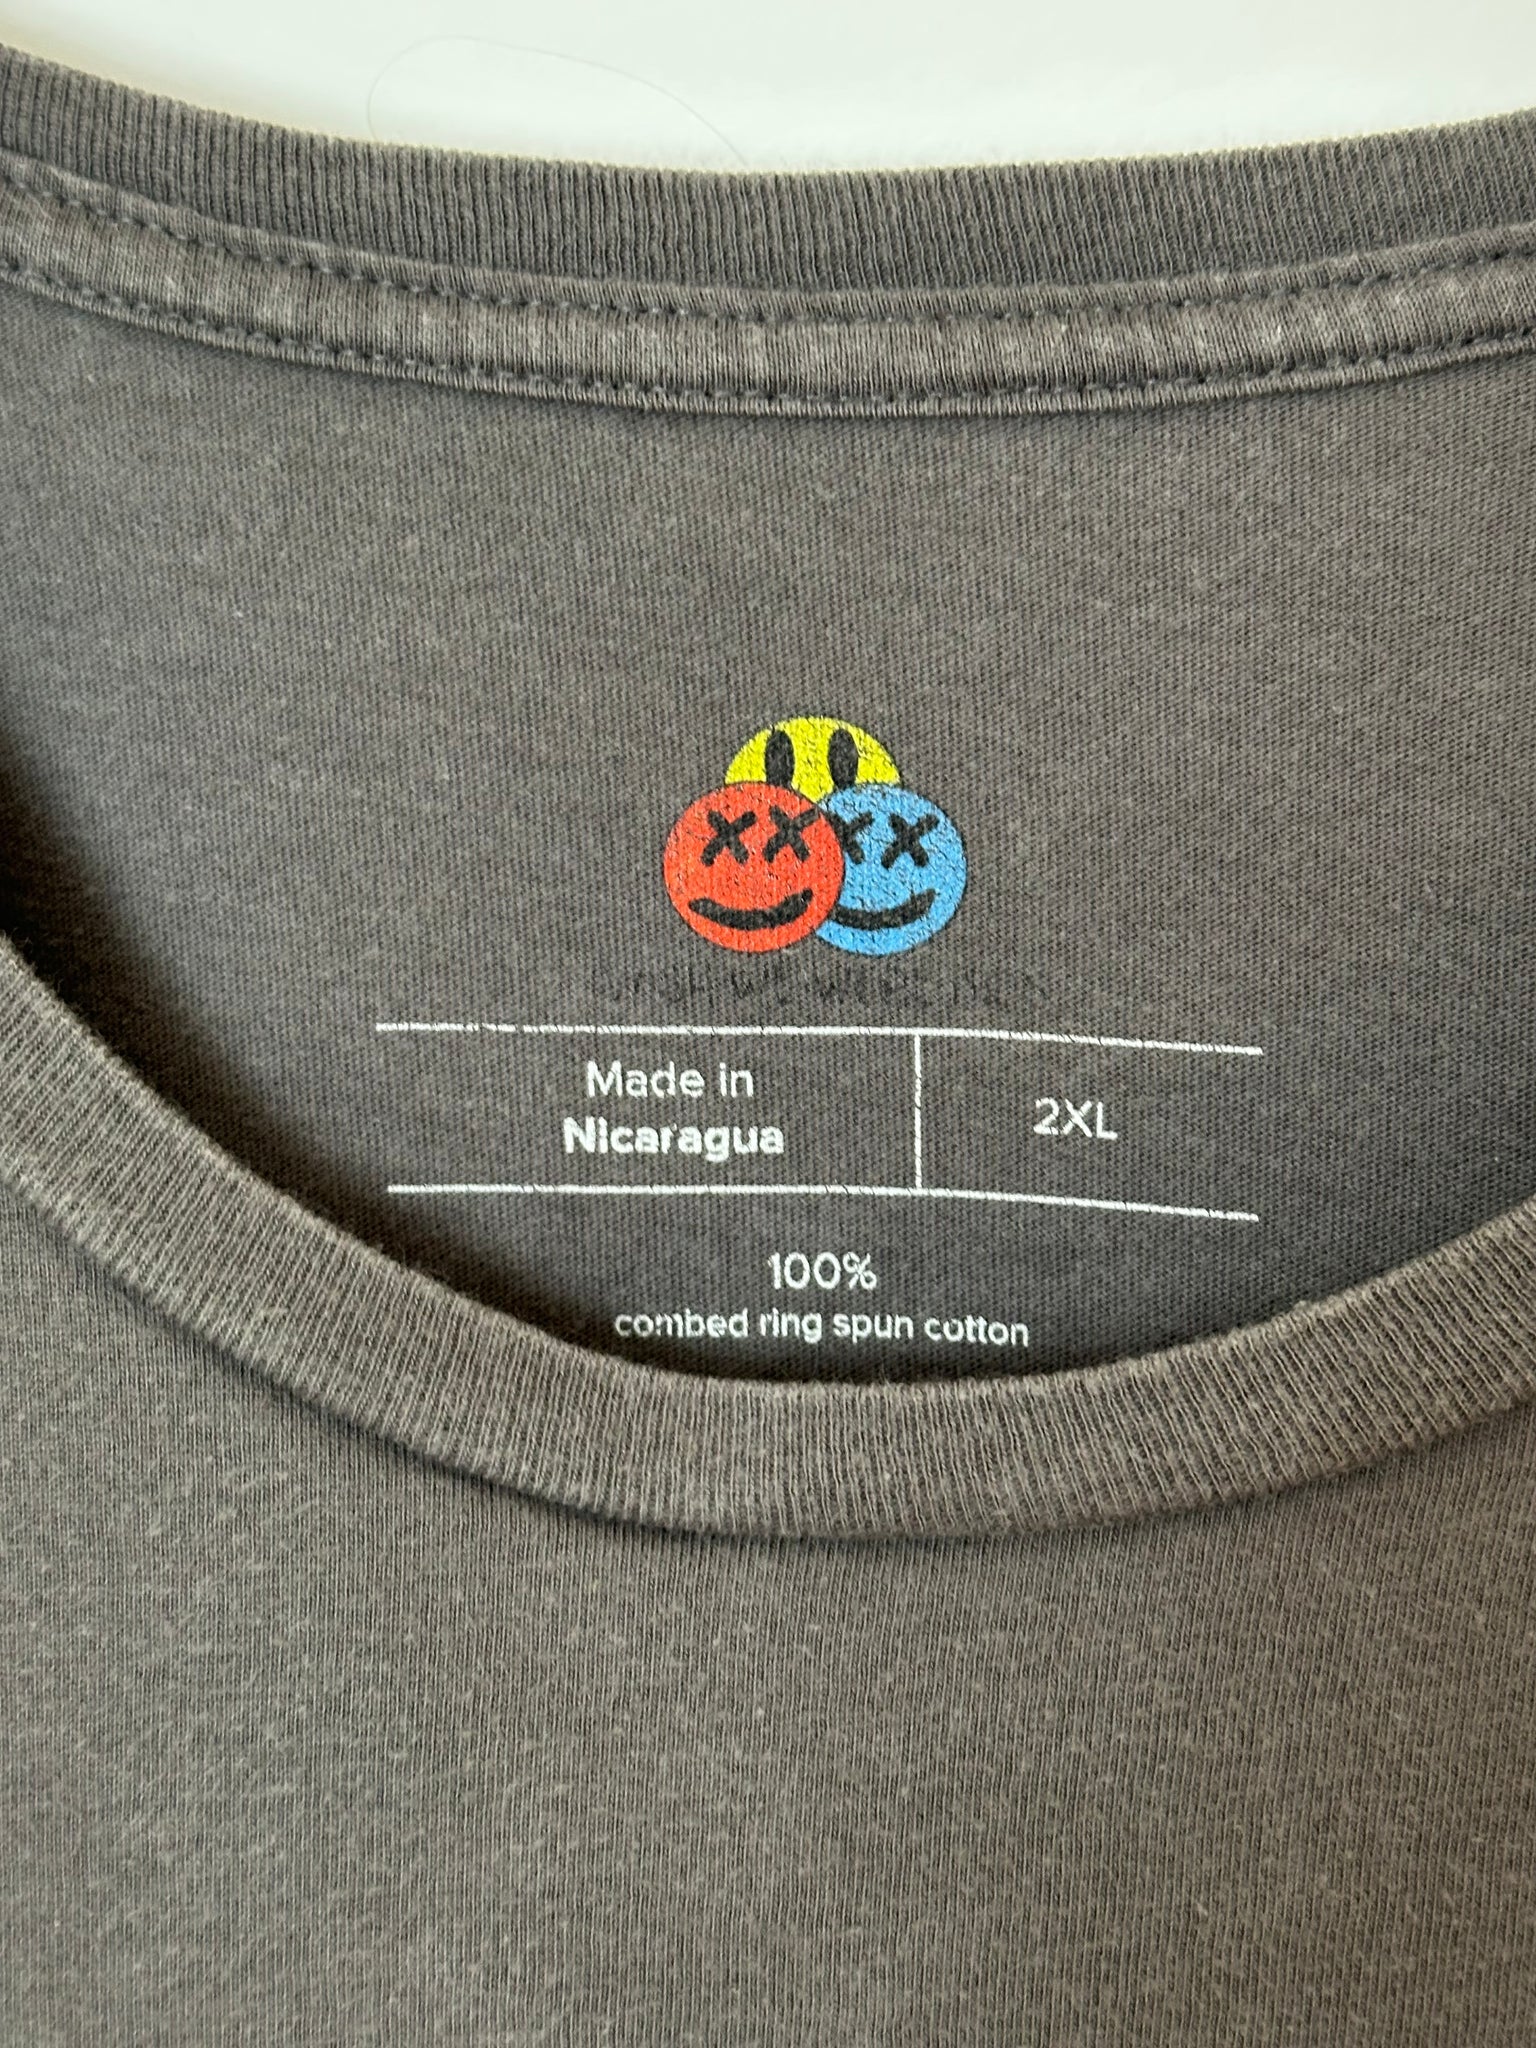 Made in
Nicaragua
2XL
100%
combed ring spun cotton